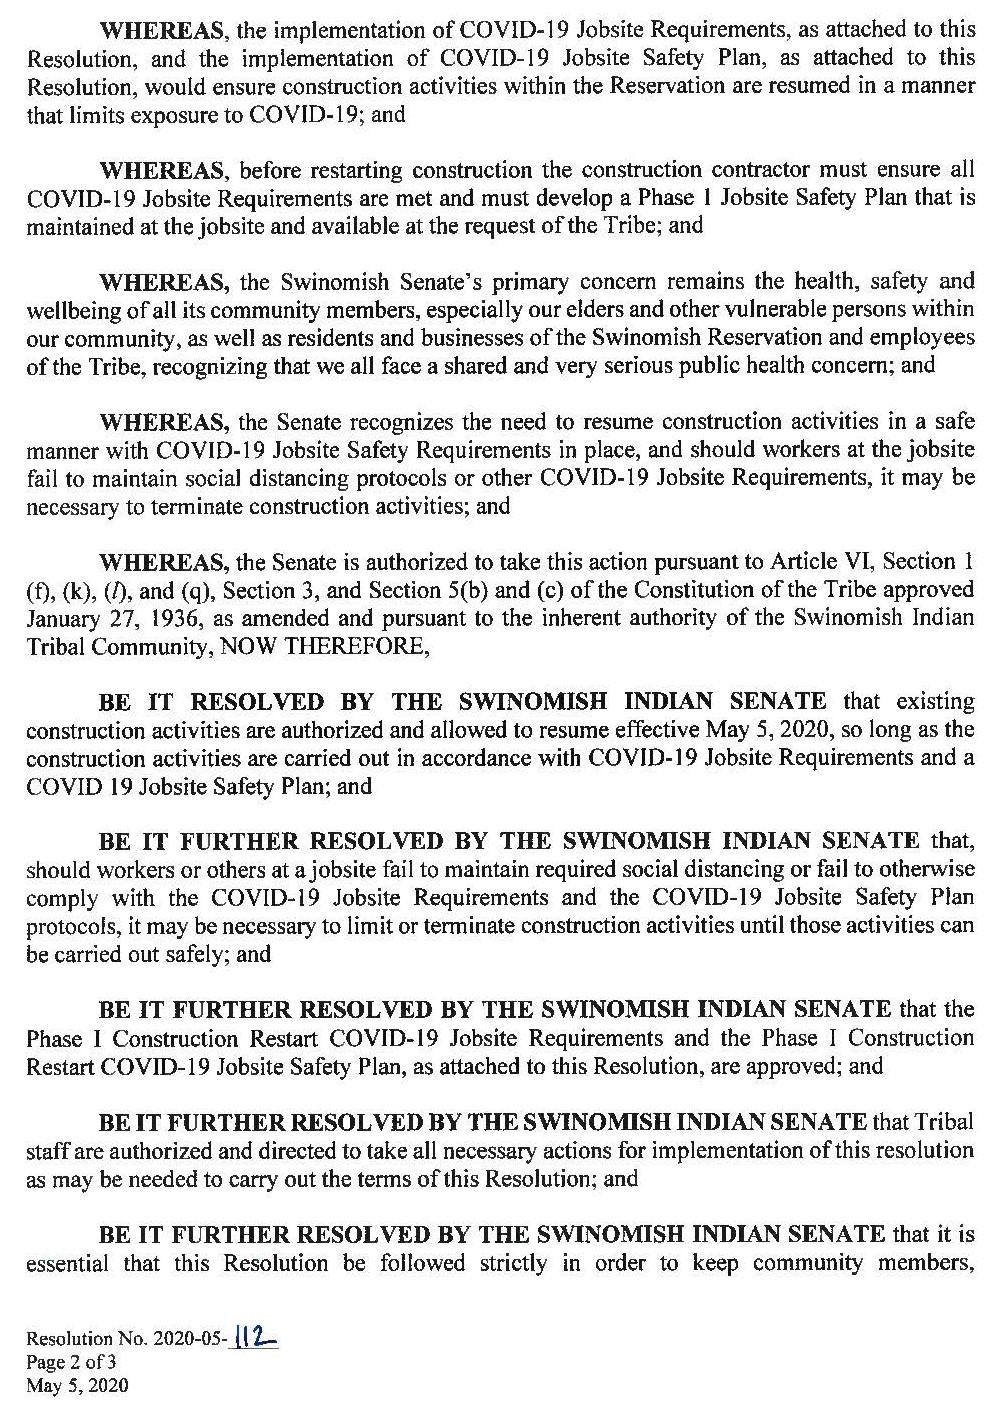 WHEREAS, the implementation of COVID-19 Jobsite Requirements, as attached to this
Resolution, and the implementation of COVID-19 Jobsite Safety Plan, as attached to this
Resolution, would ensure construction activities within the Reservation are resumed in a manner
that limits exposure to COVID-19; and
WHEREAS, before restarting construction the construction contractor must ensure all
COVID-19 Jobsite Requirements are met and must develop a Phase 1 Jobsite Safety Plan that is
maintained at the jobsite and available at the request of the Tribe; and
WHEREAS, the Swinomish Senate's primary concern remains the health, safety and
wellbeing of all its community members, especially our elders and other vulnerable persons within
our community, as well as residents and businesses of the Swinomish Reservation and employees
of the Tribe, recognizing that we all face a shared and very serious public health concern; and
WHEREAS, the Senate recognizes the need to resume construction activities in a safe
manner with COVID-19 Jobsite Safety Requirements in place, and should workers at the jobsite
fail to maintain social distancing protocols or other COVID-19 Jobsite Requirements, it may be
necessary to terminate construction activities; and
WHEREAS, the Senate is authorized to take this action pursuant to Article VI, Section 1
(f), (k), (l), and (q), Section 3, and Section 5(b) and (c) of the Constitution of the Tribe approved
January 27, 1936, as amended and pursuant to the inherent authority of the Swinomish Indian
Tribal Community, NOW THEREFORE,
BE IT RESOLVED BY THE SWINOMISH INDIAN SENATE that existing
construction activities are authorized and allowed to resume effective May 5, 2020, so long as the
construction activities are carried out in accordance with COVID-19 Jobsite Requirements and a
COVID 19 Jobsite Safety Plan; and
BE IT FURTHER RESOLVED BY THE SWINOMISH INDIAN SENATE that,
should workers or others at a jobsite fail to maintain required social distancing or fail to otherwise
comply with the COVID-19 Jobsite Requirements and the COVID-19 Jobsite Safety Plan
protocols, it may be necessary to limit or terminate construction activities until those activities can
be carried out safely; and
BE IT FURTHER RESOLVED BY THE SWINOMISH INDIAN SENATE that the
Phase I Construction Restart COVID-19 Jobsite Requirements and the Phase I Construction
Restart COVID-19 Jobsite Safety Plan, as attached to this Resolution, are approved; and
BE IT FURTHER RESOLVED BY THE SWINOMISH INDIAN SENATE that Tribal
staff are authorized and directed to take all necessary actions for implementation of this resolution
as may be needed to carry out the terms of this Resolution; and
BE IT FURTHER RESOLVED BY THE SWINOMISH INDIAN SENATE that it is
essential that this Resolution be followed strictly in order to keep community members,
Resolution No. 2020-05-112
Page 2 of 3
May 5, 2020